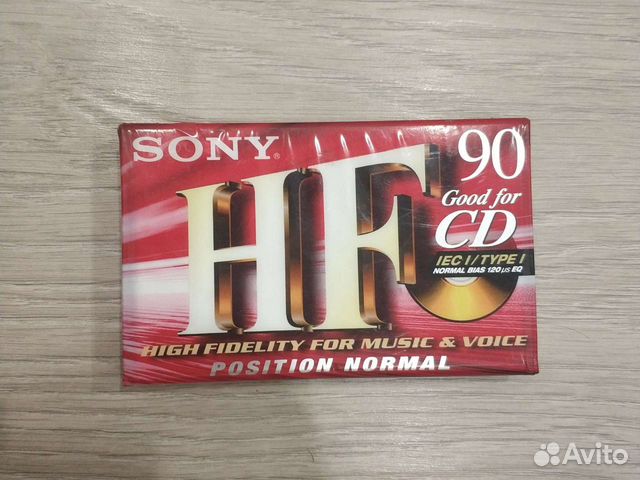 SONY®
HF
90
Good for
CD
IEC I / TYPE I
NORMAL BIAS 120 µs EQ
HIGH FIDELITY FOR MUSIC & VOICE
POSITION NORMAL
Avito